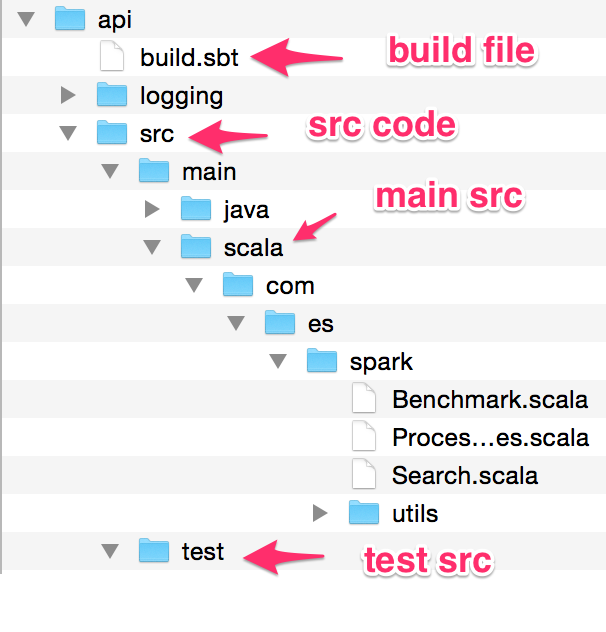 api
build.sbt build file
logging
src src code
main
java main src
scala
com
es
spark
Benchmark.scala
Proces...es.scala
Search.scala
utils
test test src